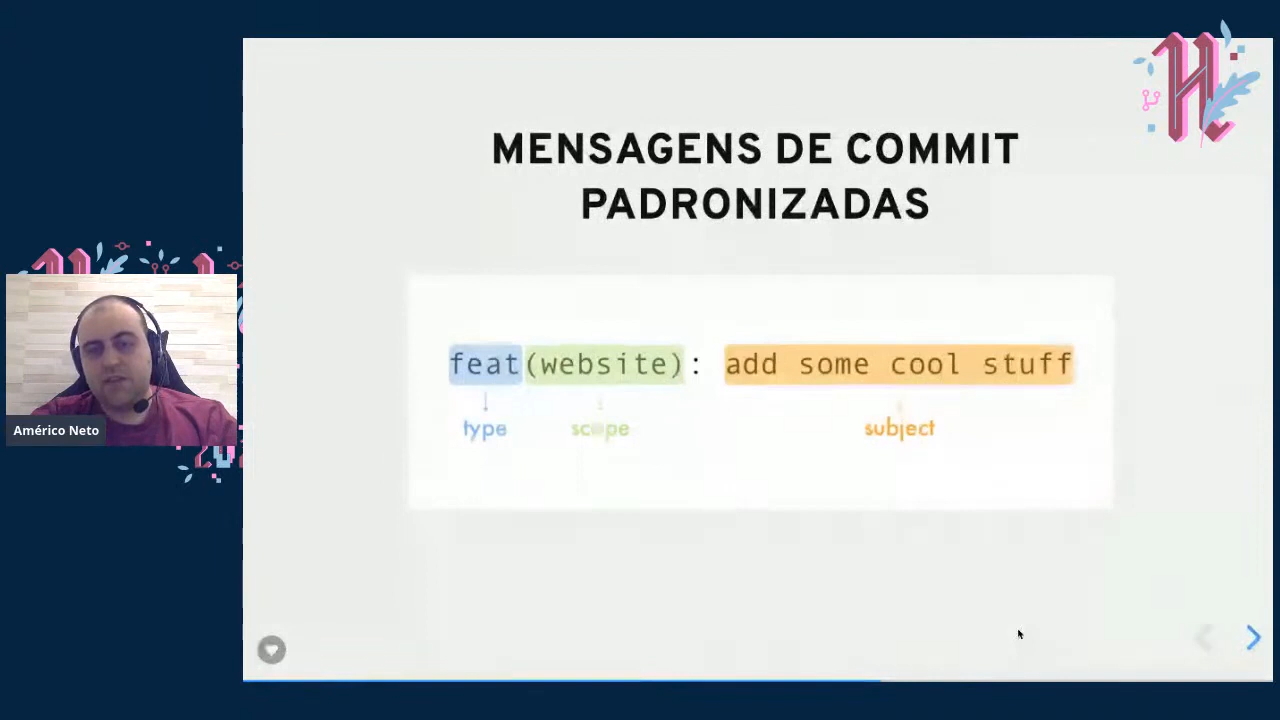 MENSAGENS DE COMMIT
PADRONIZADAS
feat(website): add some cool stuff
type scope subject
Américo Neto
H